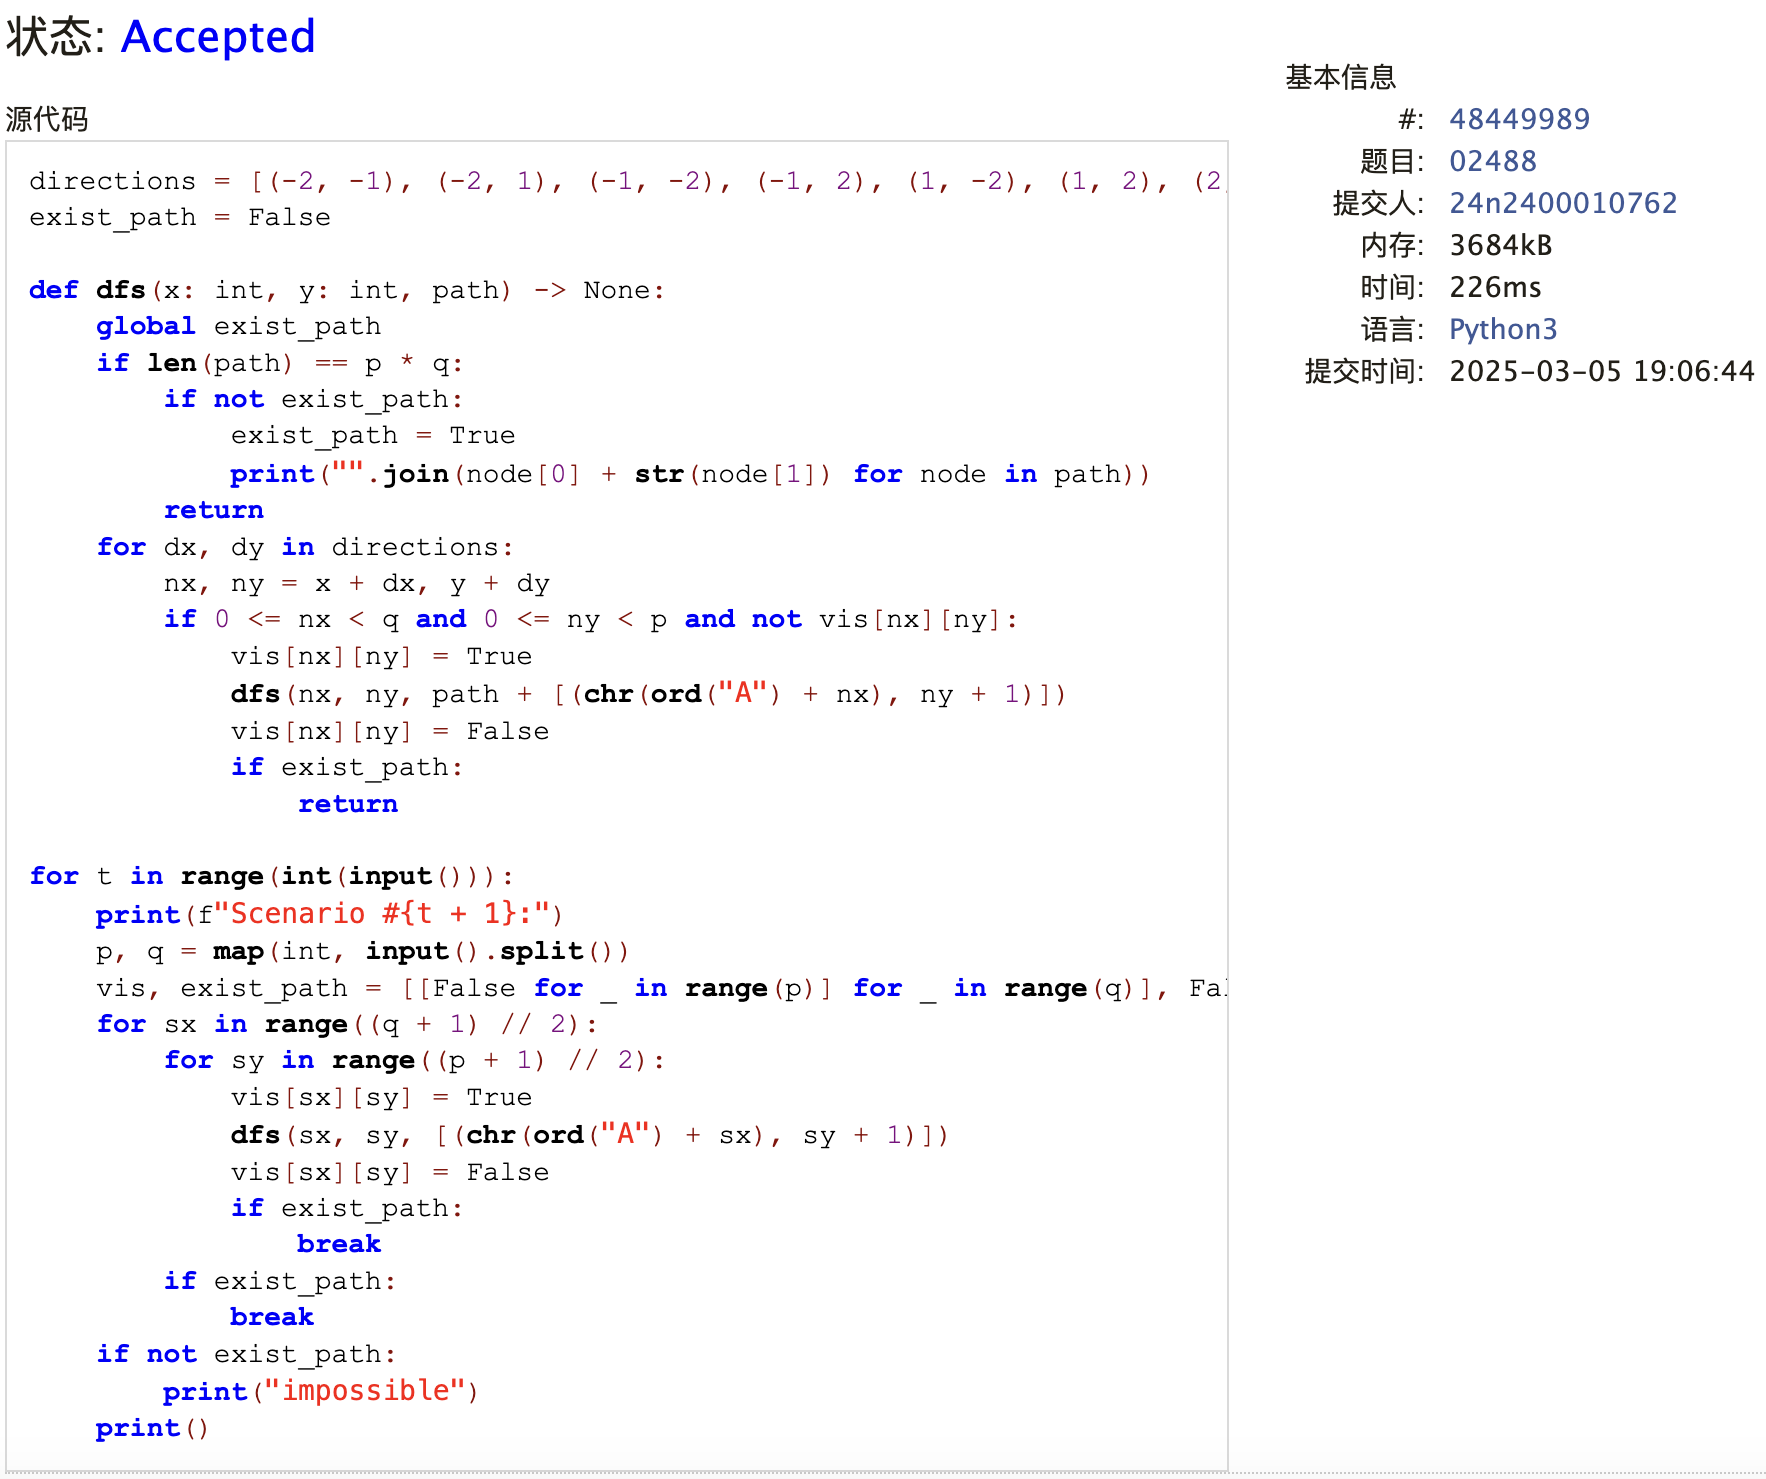 状态: Accepted
源代码
directions = [(-2, -1), (-2, 1), (-1, -2), (-1, 2), (1, -2), (1, 2), (2,
exist_path = False
def dfs(x: int, y: int, path) -> None:
    global exist_path
    if len(path) == p * q:
        if not exist_path:
            exist_path = True
            print("".join(node[0] + str(node[1]) for node in path))
        return
    for dx, dy in directions:
        nx, ny = x + dx, y + dy
        if 0 <= nx < q and 0 <= ny < p and not vis[nx][ny]:
            vis[nx][ny] = True
            dfs(nx, ny, path + [(chr(ord("A") + nx), ny + 1)])
            vis[nx][ny] = False
            if exist_path:
                return
for t in range(int(input())):
    print(f"Scenario #{t + 1}:")
    p, q = map(int, input().split())
    vis, exist_path = [[False for _ in range(p)] for _ in range(q)], Fal
    for sx in range((q + 1) // 2):
        for sy in range((p + 1) // 2):
            vis[sx][sy] = True
            dfs(sx, sy, [(chr(ord("A") + sx), sy + 1)])
            vis[sx][sy] = False
            if exist_path:
                break
        if exist_path:
            break
    if not exist_path:
        print("impossible")
    print()
基本信息
#: 48449989
题目: 02488
提交人: 24n2400010762
内存: 3684kB
时间: 226ms
语言: Python3
提交时间: 2025-03-05 19:06:44